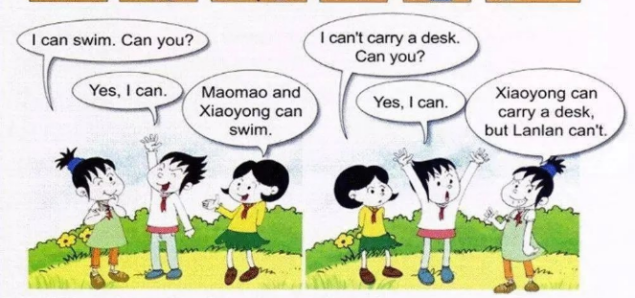 I can swim. Can you?
Yes, I can.
Maomao and
Xiaoyong can
swim.
I can't carry a desk.
Can you?
Yes, I can.
Xiaoyong can
carry a desk,
but Lanlan can't.